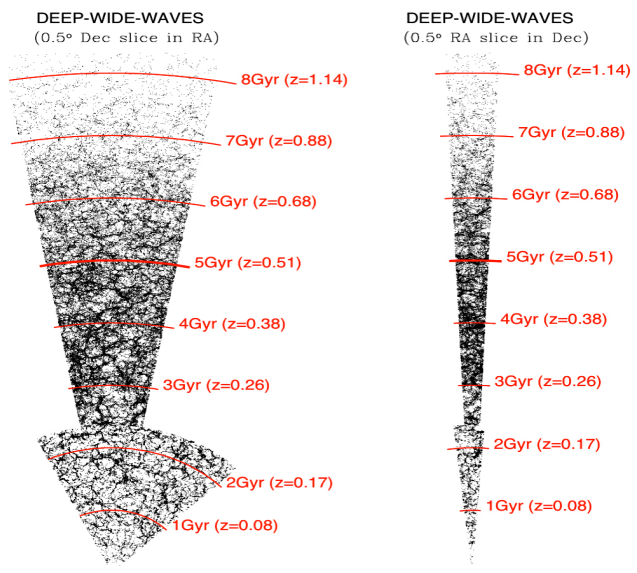 DEEP-WIDE-WAVES
(0.5° Dec slice in RA)
8Gyr (z=1.14)
7Gyr (z=0.88)
6Gyr (z=0.68)
5Gyr (z=0.51)
4Gyr (z=0.38)
3Gyr (z=0.26)
2Gyr (z=0.17)
1Gyr (z=0.08)
DEEP-WIDE-WAVES
(0.5° RA slice in Dec)
8Gyr (z=1.14)
7Gyr (z=0.88)
6Gyr (z=0.68)
5Gyr (z=0.51)
4Gyr (z=0.38)
3Gyr (z=0.26)
2Gyr (z=0.17)
1Gyr (z=0.08)